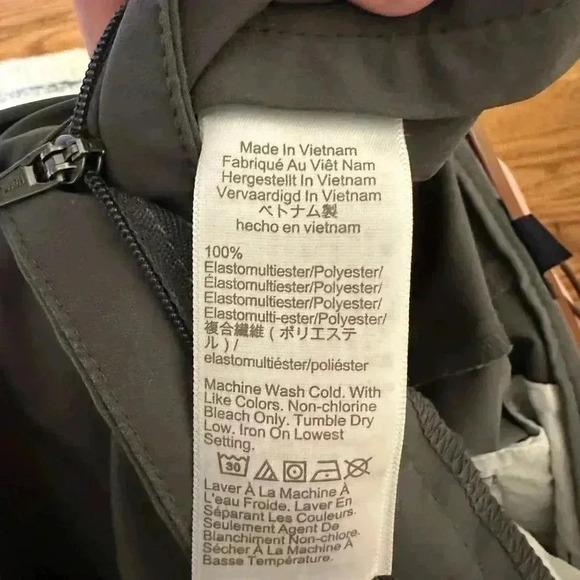 Made In Vietnam
Fabriqué Au Viêt Nam
Hergestellt In Vietnam
Vervaardigd In Vietnam
ベトナム製
hecho en vietnam
100%
Elastomultiester/Polyester/
Élastomultiester/Polyester/
Elastomultiester/Polyester/
Elastomulti-ester/Polyester/
複合繊維（ポリエステ
ル）/
elastomultiéster/poliéster
Machine Wash Cold. With
Like Colors. Non-chlorine
Bleach Only. Tumble Dry
Low. Iron On Lowest
Setting.
30
Laver À La Machine À
L'eau Froide. Laver En
Séparant Les Couleurs.
Seulement Agent De
Blanchiment Non-Chloré.
Sécher À La Machine À
Basse Température.